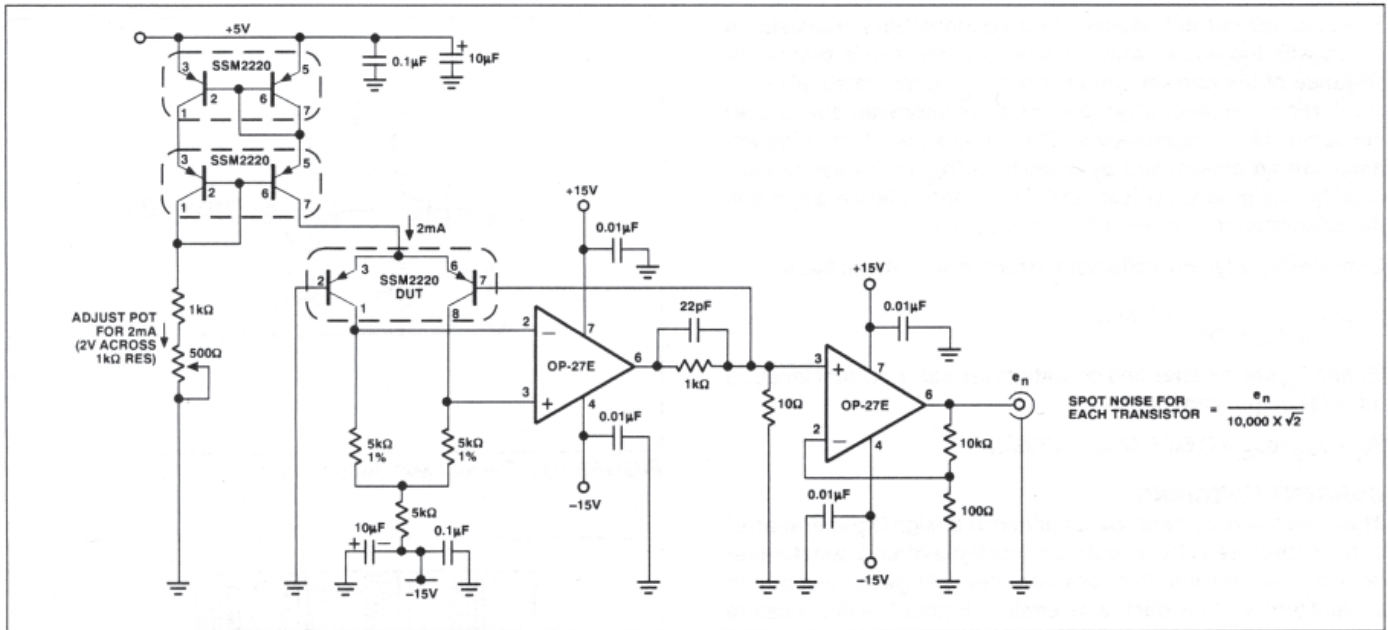 +5V
0.1µF
+
10µF
3
SSM2220
5
2
6
1
7
3
SSM2220
5
2
6
1
7
2mA
+15V
0.01µF
3
6
2
SSM2220
DUT
7
1
8
1kΩ
ADJUST POT
FOR 2mA
(2V ACROSS
1kΩ RES)
500Ω
2
−
7
OP-27E
6
3
+
4
22pF
1kΩ
0.01µF
−15V
5kΩ
1%
5kΩ
1%
5kΩ
10µF
+
−
0.1µF
−15V
10Ω
+15V
0.01µF
3
+
7
OP-27E
6
2
−
4
0.01µF
−15V
10kΩ
100Ω
en
SPOT NOISE FOR
EACH TRANSISTOR = en
10,000 X √2